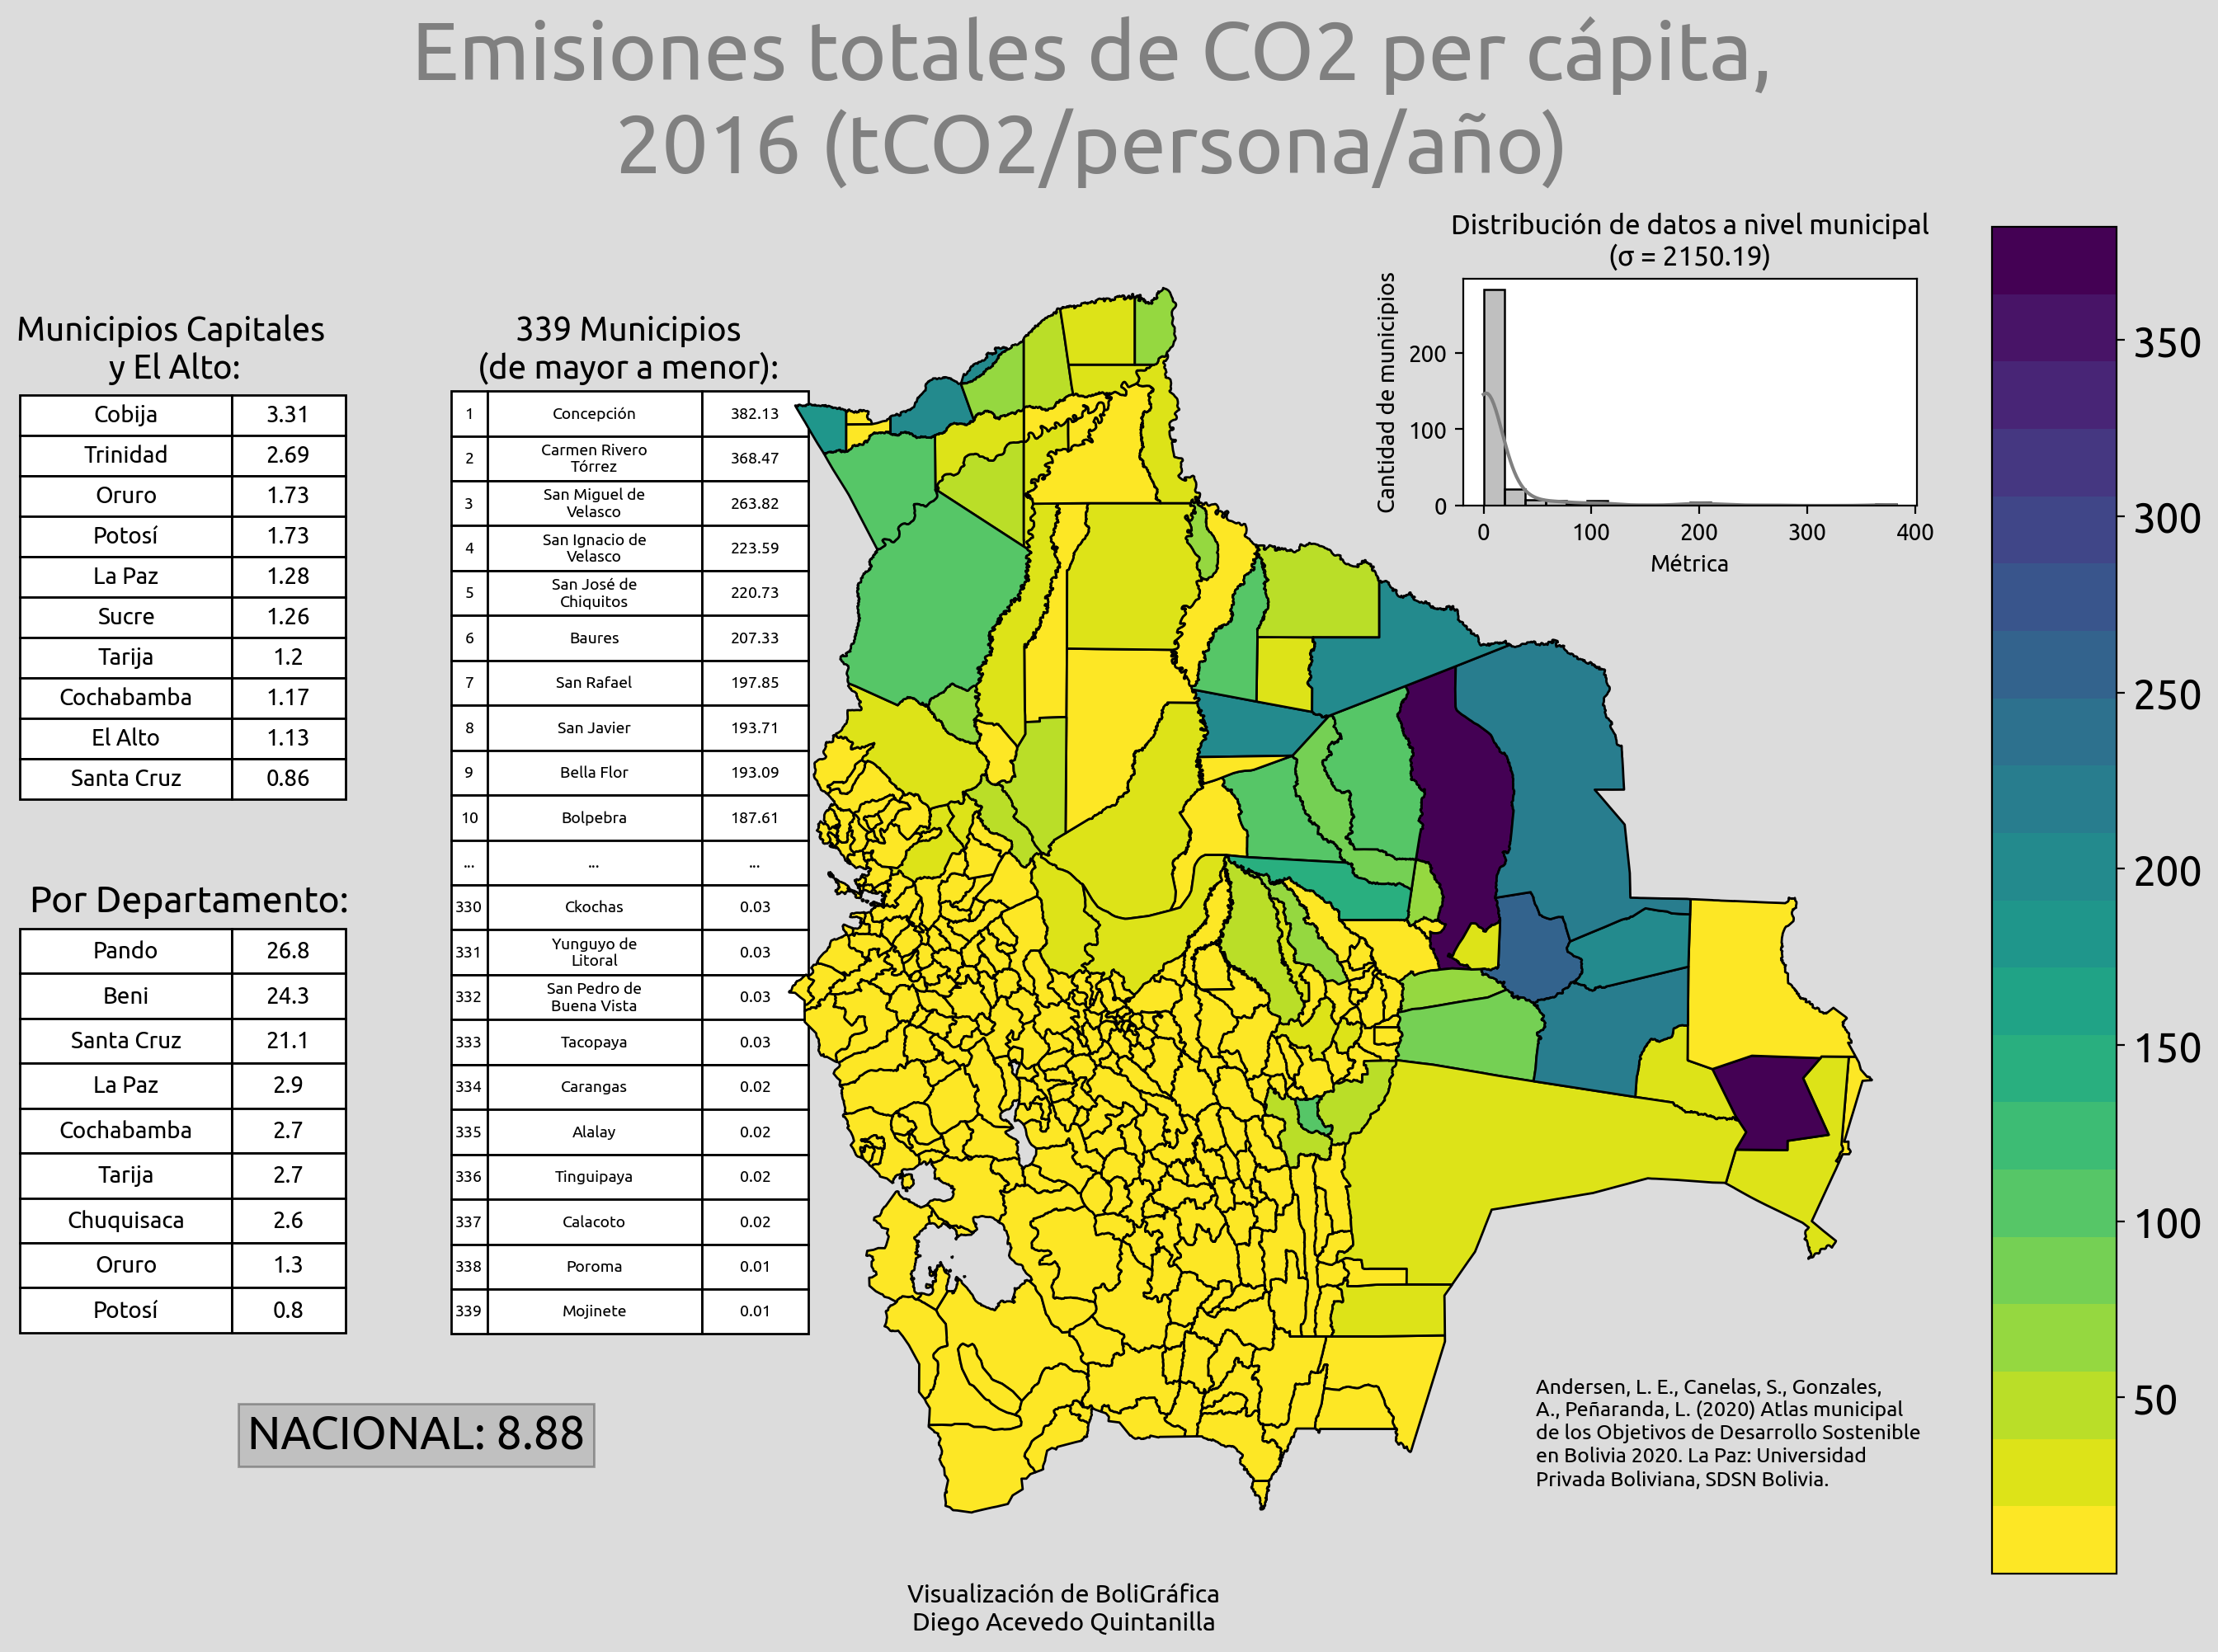 Emisiones totales de CO2 per cápita,
2016 (tCO2/persona/año)
Municipios Capitales
y El Alto:
Cobija 3.31
Trinidad 2.69
Oruro 1.73
Potosí 1.73
La Paz 1.28
Sucre 1.26
Tarija 1.2
Cochabamba 1.17
El Alto 1.13
Santa Cruz 0.86
Por Departamento:
Pando 26.8
Beni 24.3
Santa Cruz 21.1
La Paz 2.9
Cochabamba 2.7
Tarija 2.7
Chuquisaca 2.6
Oruro 1.3
Potosí 0.8
NACIONAL: 8.88
339 Municipios
(de mayor a menor):
1 Concepción 382.13
2 Carmen Rivero
Tórrez 368.47
3 San Miguel de
Velasco 263.82
4 San Ignacio de
Velasco 223.59
5 San José de
Chiquitos 220.73
6 Baures 207.33
7 San Rafael 197.85
8 San Javier 193.71
9 Bella Flor 193.09
10 Bolpebra 187.61
... ... ...
330 Ckochas 0.03
331 Yunguyo de
Litoral 0.03
332 San Pedro de
Buena Vista 0.03
333 Tacopaya 0.03
334 Carangas 0.02
335 Alalay 0.02
336 Tinguipaya 0.02
337 Calacoto 0.02
338 Poroma 0.01
339 Mojinete 0.01
Distribución de datos a nivel municipal
(σ = 2150.19)
Cantidad de municipios
200
100
0
0 100 200 300 400
Métrica
350
300
250
200
150
100
50
Andersen, L. E., Canelas, S., Gonzales,
A., Peñaranda, L. (2020) Atlas municipal
de los Objetivos de Desarrollo Sostenible
en Bolivia 2020. La Paz: Universidad
Privada Boliviana, SDSN Bolivia.
Visualización de BoliGráfica
Diego Acevedo Quintanilla